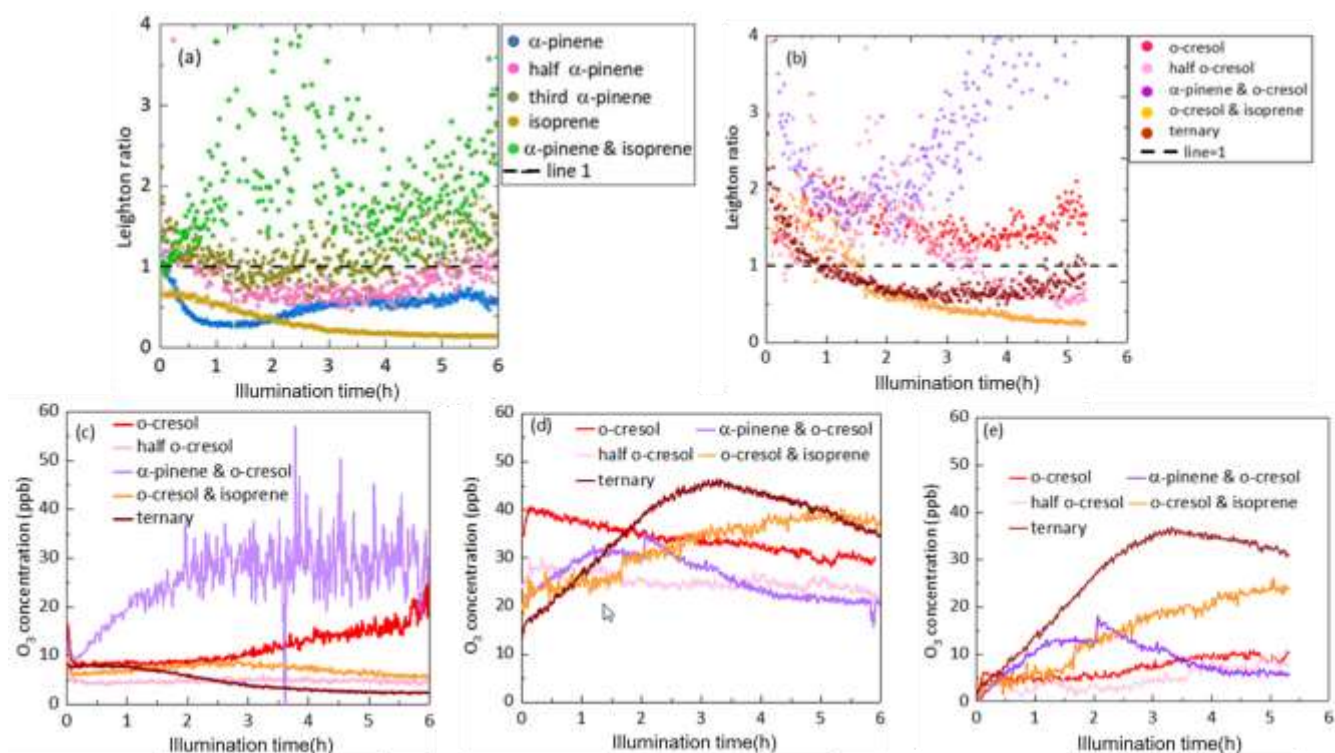 (a)
4
3
2
1
0
Leighton ratio
0 1 2 3 4 5 6
Illumination time(h)
α-pinene
half α-pinene
third α-pinene
isoprene
α-pinene & isoprene
line 1
(b)
4
3
2
1
0
Leighton ratio
0 1 2 3 4 5 6
Illumination time(h)
o-cresol
half o-cresol
α-pinene & o-cresol
o-cresol & isoprene
ternary
line=1
(c)
60
50
40
30
20
10
0
O₃ concentration (ppb)
0 1 2 3 4 5 6
Illumination time(h)
o-cresol
half o-cresol
α-pinene & o-cresol
o-cresol & isoprene
ternary
(d)
60
50
40
30
20
10
0
O₃ concentration (ppb)
0 1 2 3 4 5 6
Illumination time(h)
o-cresol α-pinene & o-cresol
half o-cresol o-cresol & isoprene
ternary
(e)
60
50
40
30
20
10
0
O₃ concentration (ppb)
0 1 2 3 4 5 6
Illumination time(h)
o-cresol α-pinene & o-cresol
half o-cresol o-cresol & isoprene
ternary